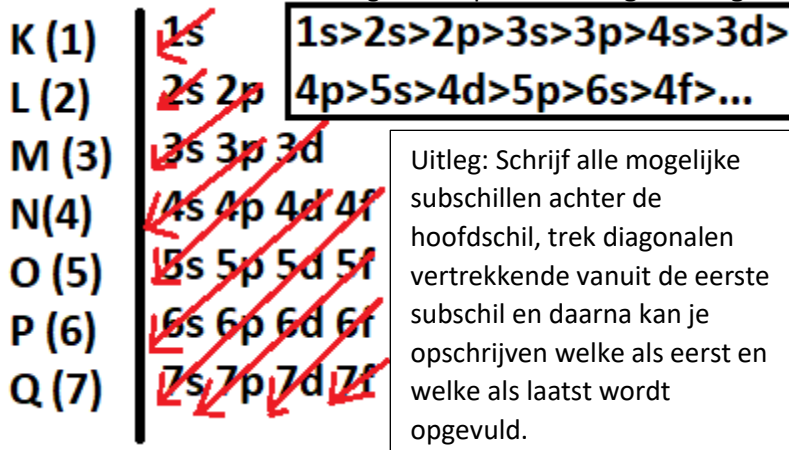 K (1) 1s
L (2) 2s 2p
M (3) 3s 3p 3d
N(4) 4s 4p 4d 4f
O (5) 5s 5p 5d 5f
P (6) 6s 6p 6d 6f
Q (7) 7s 7p 7d 7f
1s>2s>2p>3s>3p>4s>3d>
4p>5s>4d>5p>6s>4f>...
Uitleg: Schrijf alle mogelijke
subschillen achter de
hoofdschil, trek diagonalen
vertrekkende vanuit de eerste
subschil en daarna kan je
opschrijven welke als eerst en
welke als laatst wordt
opgevuld.